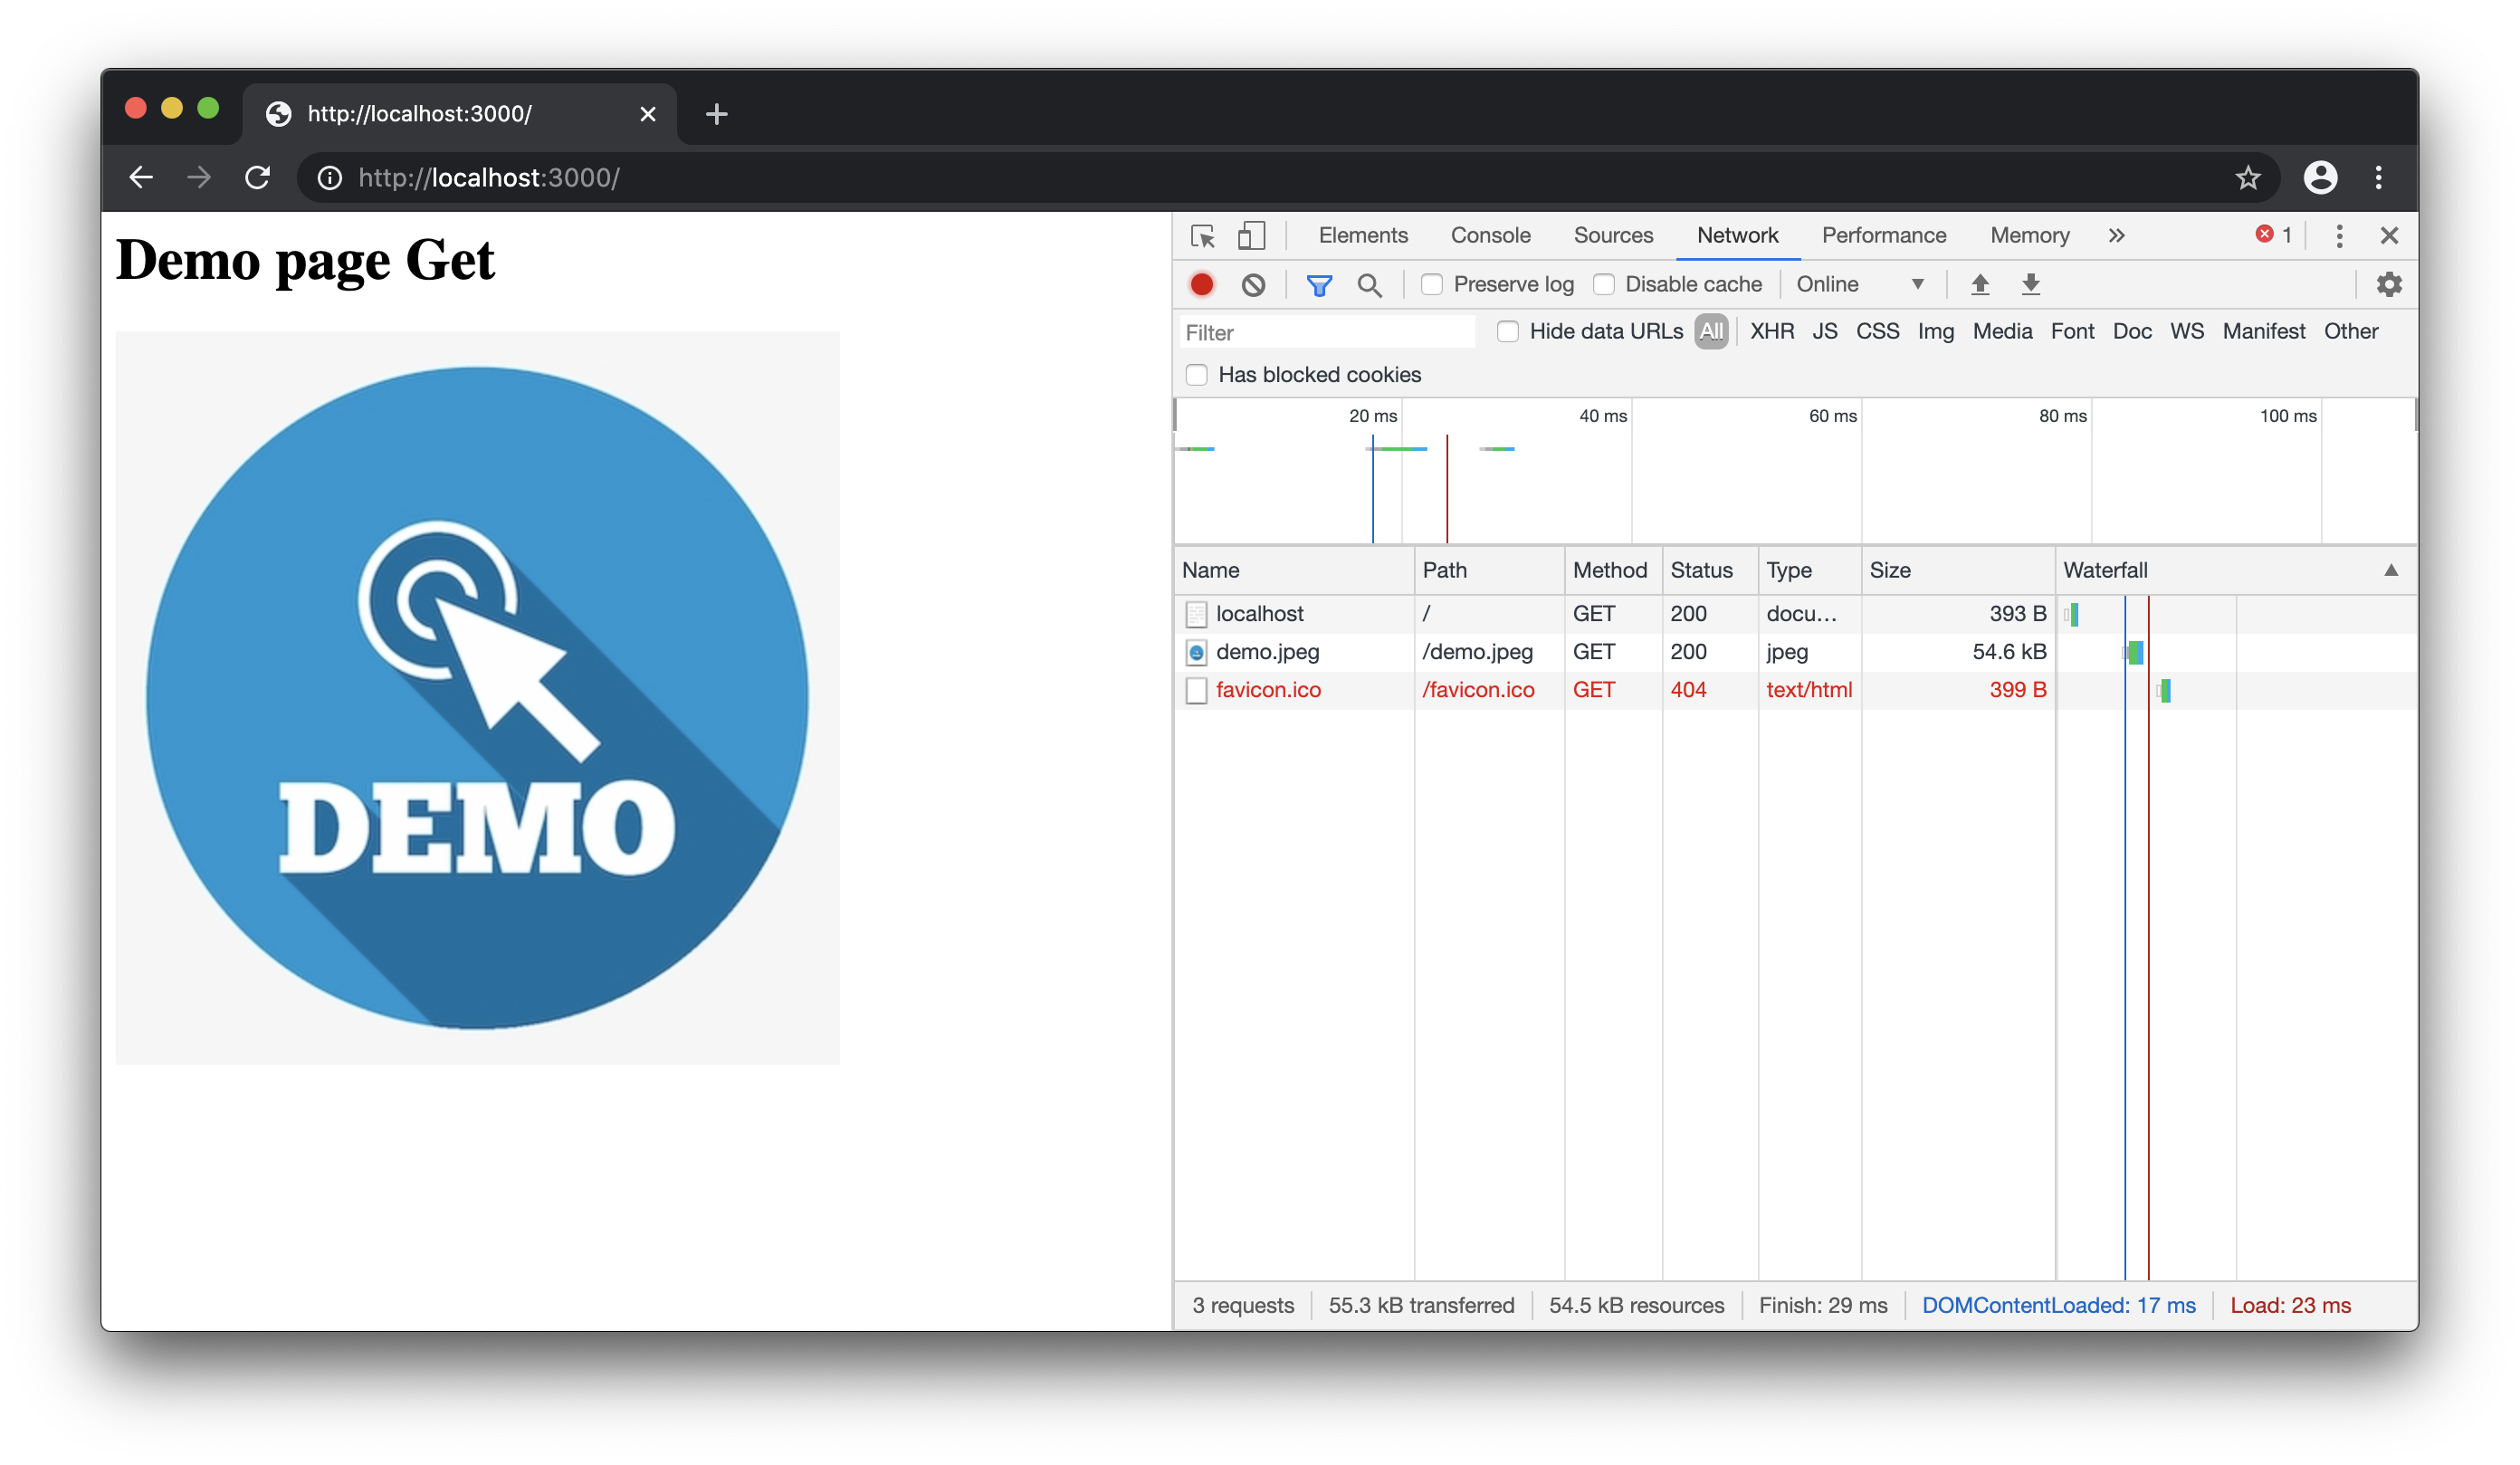 http://localhost:3000/
http://localhost:3000/
Demo page Get
DEMO
Elements Console Sources Network Performance Memory 1
Preserve log Disable cache Online
Filter Hide data URLs All XHR JS CSS Img Media Font Doc WS Manifest Other
Has blocked cookies
20 ms 40 ms 60 ms 80 ms 100 ms
Name Path Method Status Type Size Waterfall
localhost / GET 200 docu... 393 B
demo.jpeg /demo.jpeg GET 200 jpeg 54.6 kB
favicon.ico /favicon.ico GET 404 text/html 399 B
3 requests 55.3 kB transferred 54.5 kB resources Finish: 29 ms DOMContentLoaded: 17 ms Load: 23 ms